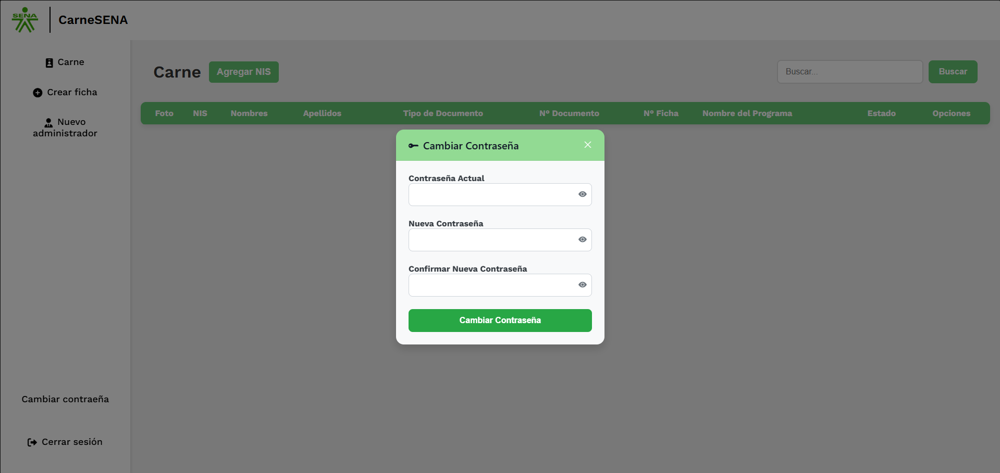 SENA
CarneSENA
Carne
Crear ficha
Nuevo
administrador
Cambiar contraeña
Cerrar sesión
Carne
Agregar NIS
Buscar...
Buscar
Foto NIS Nombres Apellidos Tipo de Documento N° Documento N° Ficha Nombre del Programa Estado Opciones
Cambiar Contraseña
Contraseña Actual
Nueva Contraseña
Confirmar Nueva Contraseña
Cambiar Contraseña